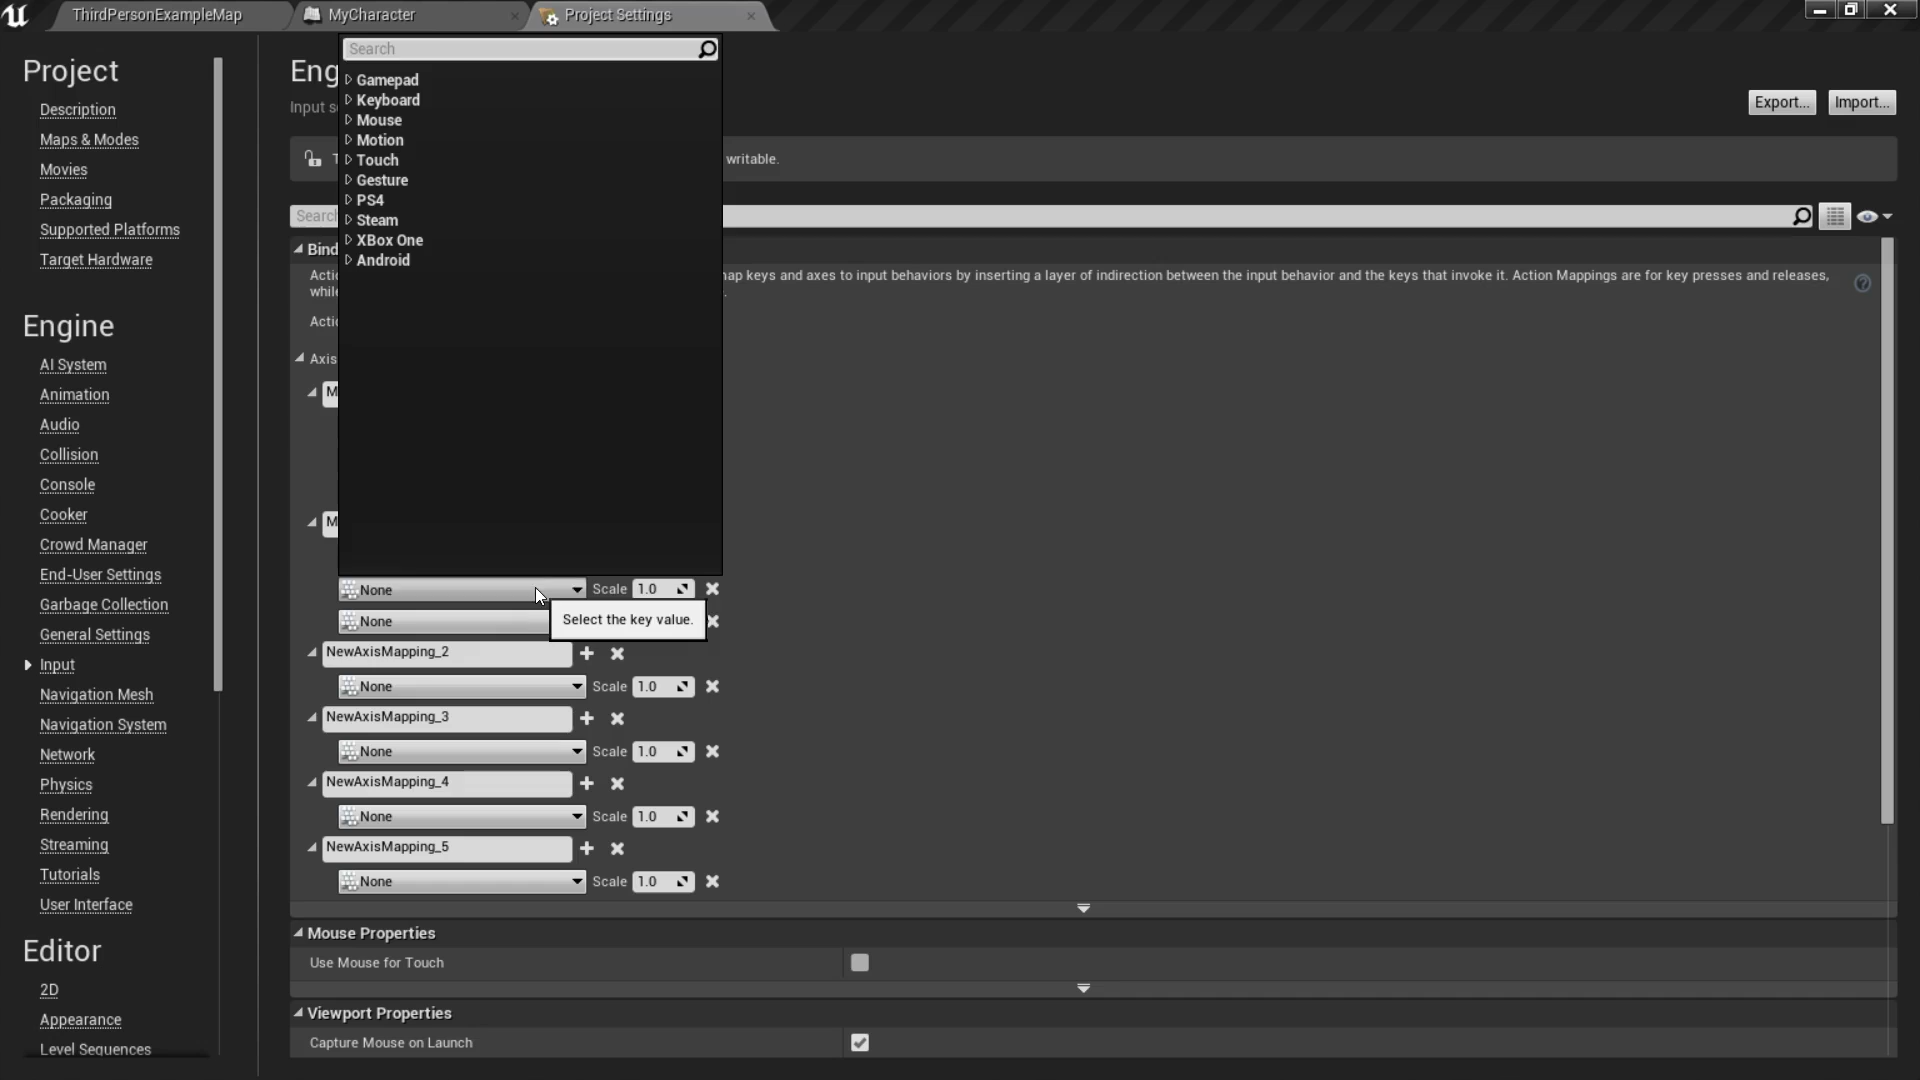 ThirdPersonExampleMap
MyCharacter
Project Settings
Project
Description
Maps & Modes
Movies
Packaging
Supported Platforms
Target Hardware
Engine
AI System
Animation
Audio
Collision
Console
Cooker
Crowd Manager
End-User Settings
Garbage Collection
General Settings
Input
Navigation Mesh
Navigation System
Network
Physics
Rendering
Streaming
Tutorials
User Interface
Editor
2D
Appearance
Level Sequences
Search
Gamepad
Keyboard
Mouse
Motion
Touch
Gesture
PS4
Steam
XBox One
Android
Eng
Input s
Export...
Import...
T
writable.
Search
Bind
Actio
ap keys and axes to input behaviors by inserting a layer of indirection between the input behavior and the keys that invoke it. Action Mappings are for key presses and releases,
while
.
Actio
Axis
M
M
None Scale 1.0
None
Select the key value.
NewAxisMapping_2
None Scale 1.0
NewAxisMapping_3
None Scale 1.0
NewAxisMapping_4
None Scale 1.0
NewAxisMapping_5
None Scale 1.0
Mouse Properties
Use Mouse for Touch
Viewport Properties
Capture Mouse on Launch